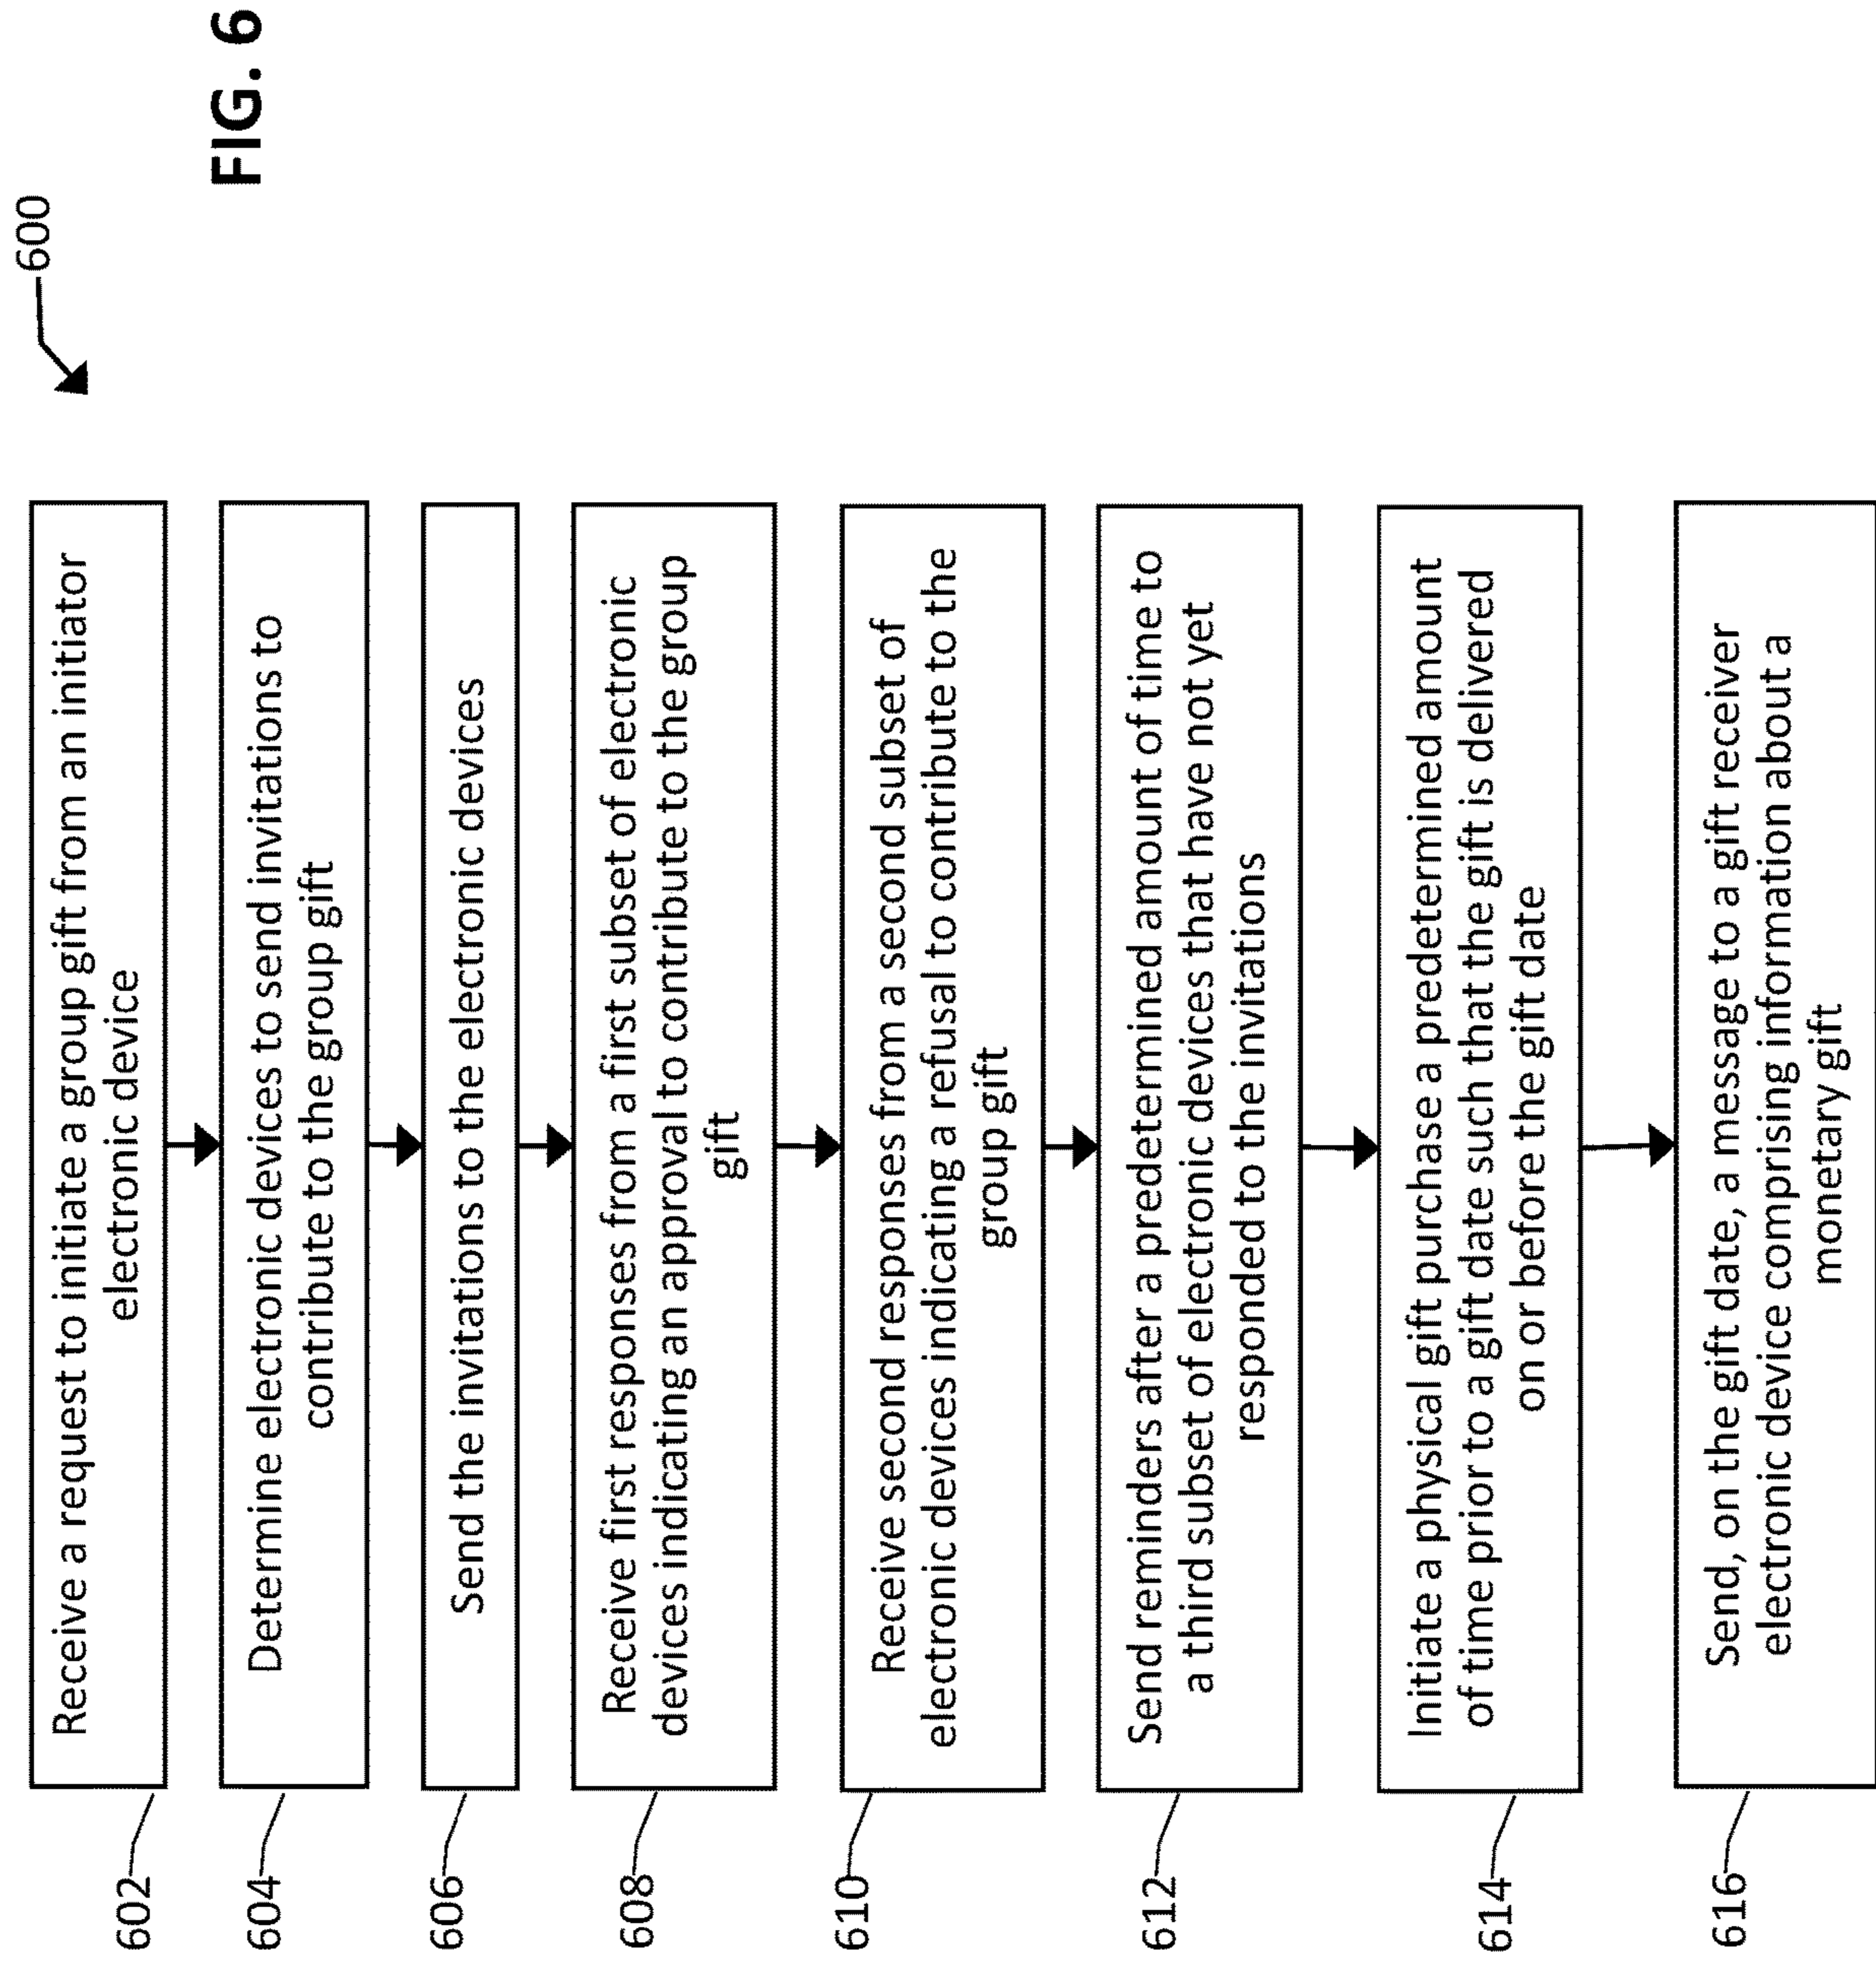 600
FIG. 6
602
Receive a request to initiate a group gift from an initiator
electronic device
604
Determine electronic devices to send invitations to
contribute to the group gift
606
Send the invitations to the electronic devices
608
Receive first responses from a first subset of electronic
devices indicating an approval to contribute to the group
gift
610
Receive second responses from a second subset of
electronic devices indicating a refusal to contribute to the
group gift
612
Send reminders after a predetermined amount of time to
a third subset of electronic devices that have not yet
responded to the invitations
614
Initiate a physical gift purchase a predetermined amount
of time prior to a gift date such that the gift is delivered
on or before the gift date
616
Send, on the gift date, a message to a gift receiver
electronic device comprising information about a
monetary gift